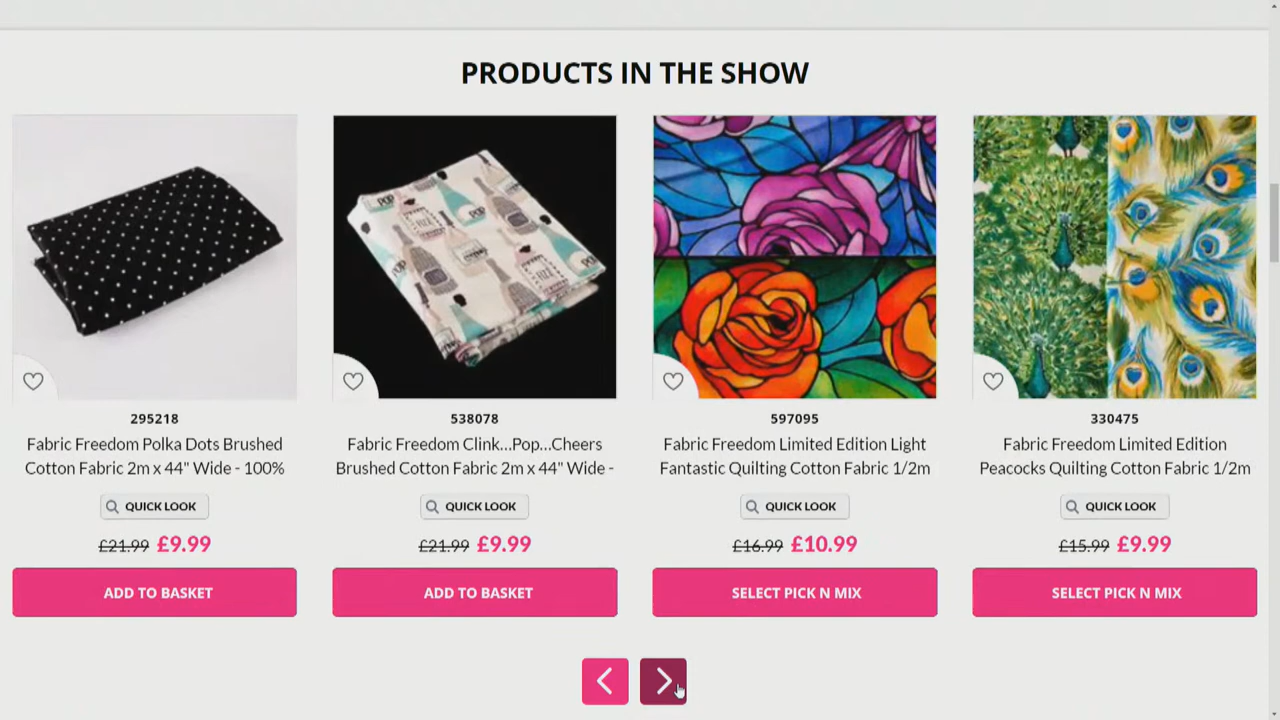 PRODUCTS IN THE SHOW
POP
FIZZ
FIZZ
POP
295218
538078
597095
330475
Fabric Freedom Polka Dots Brushed
Cotton Fabric 2m x 44" Wide - 100%
Fabric Freedom Clink...Pop...Cheers
Brushed Cotton Fabric 2m x 44" Wide -
Fabric Freedom Limited Edition Light
Fantastic Quilting Cotton Fabric 1/2m
Fabric Freedom Limited Edition
Peacocks Quilting Cotton Fabric 1/2m
QUICK LOOK
QUICK LOOK
QUICK LOOK
QUICK LOOK
£21.99 £9.99
£21.99 £9.99
£16.99 £10.99
£15.99 £9.99
ADD TO BASKET
ADD TO BASKET
SELECT PICK N MIX
SELECT PICK N MIX